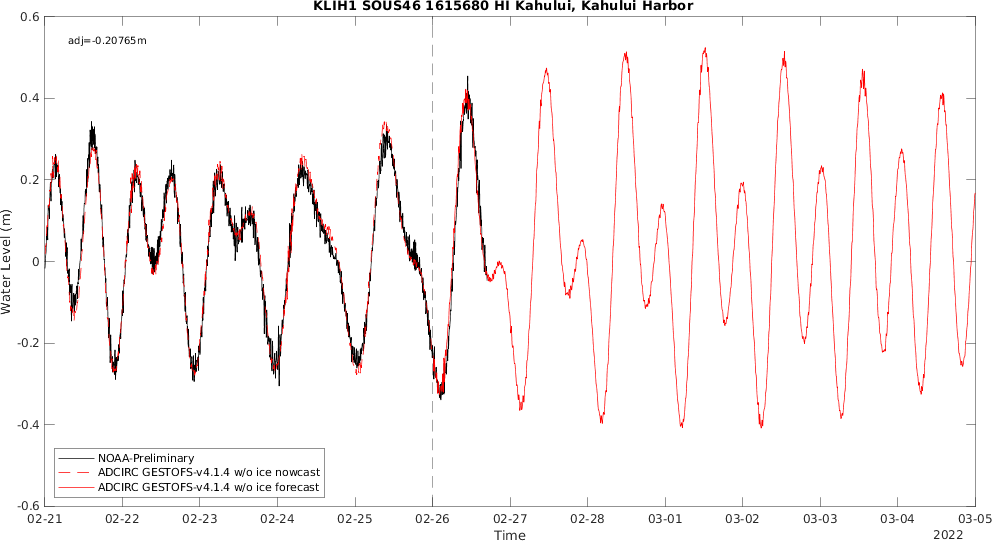 KLIH1 SOUS46 1615680 HI Kahului, Kahului Harbor
adj=-0.20765m
0.6
0.4
0.2
0
-0.2
-0.4
-0.6
Water Level (m)
NOAA-Preliminary
ADCIRC GESTOFS-v4.1.4 w/o ice nowcast
ADCIRC GESTOFS-v4.1.4 w/o ice forecast
02-21 02-22 02-23 02-24 02-25 02-26 02-27 02-28 03-01 03-02 03-03 03-04 03-05
Time
2022